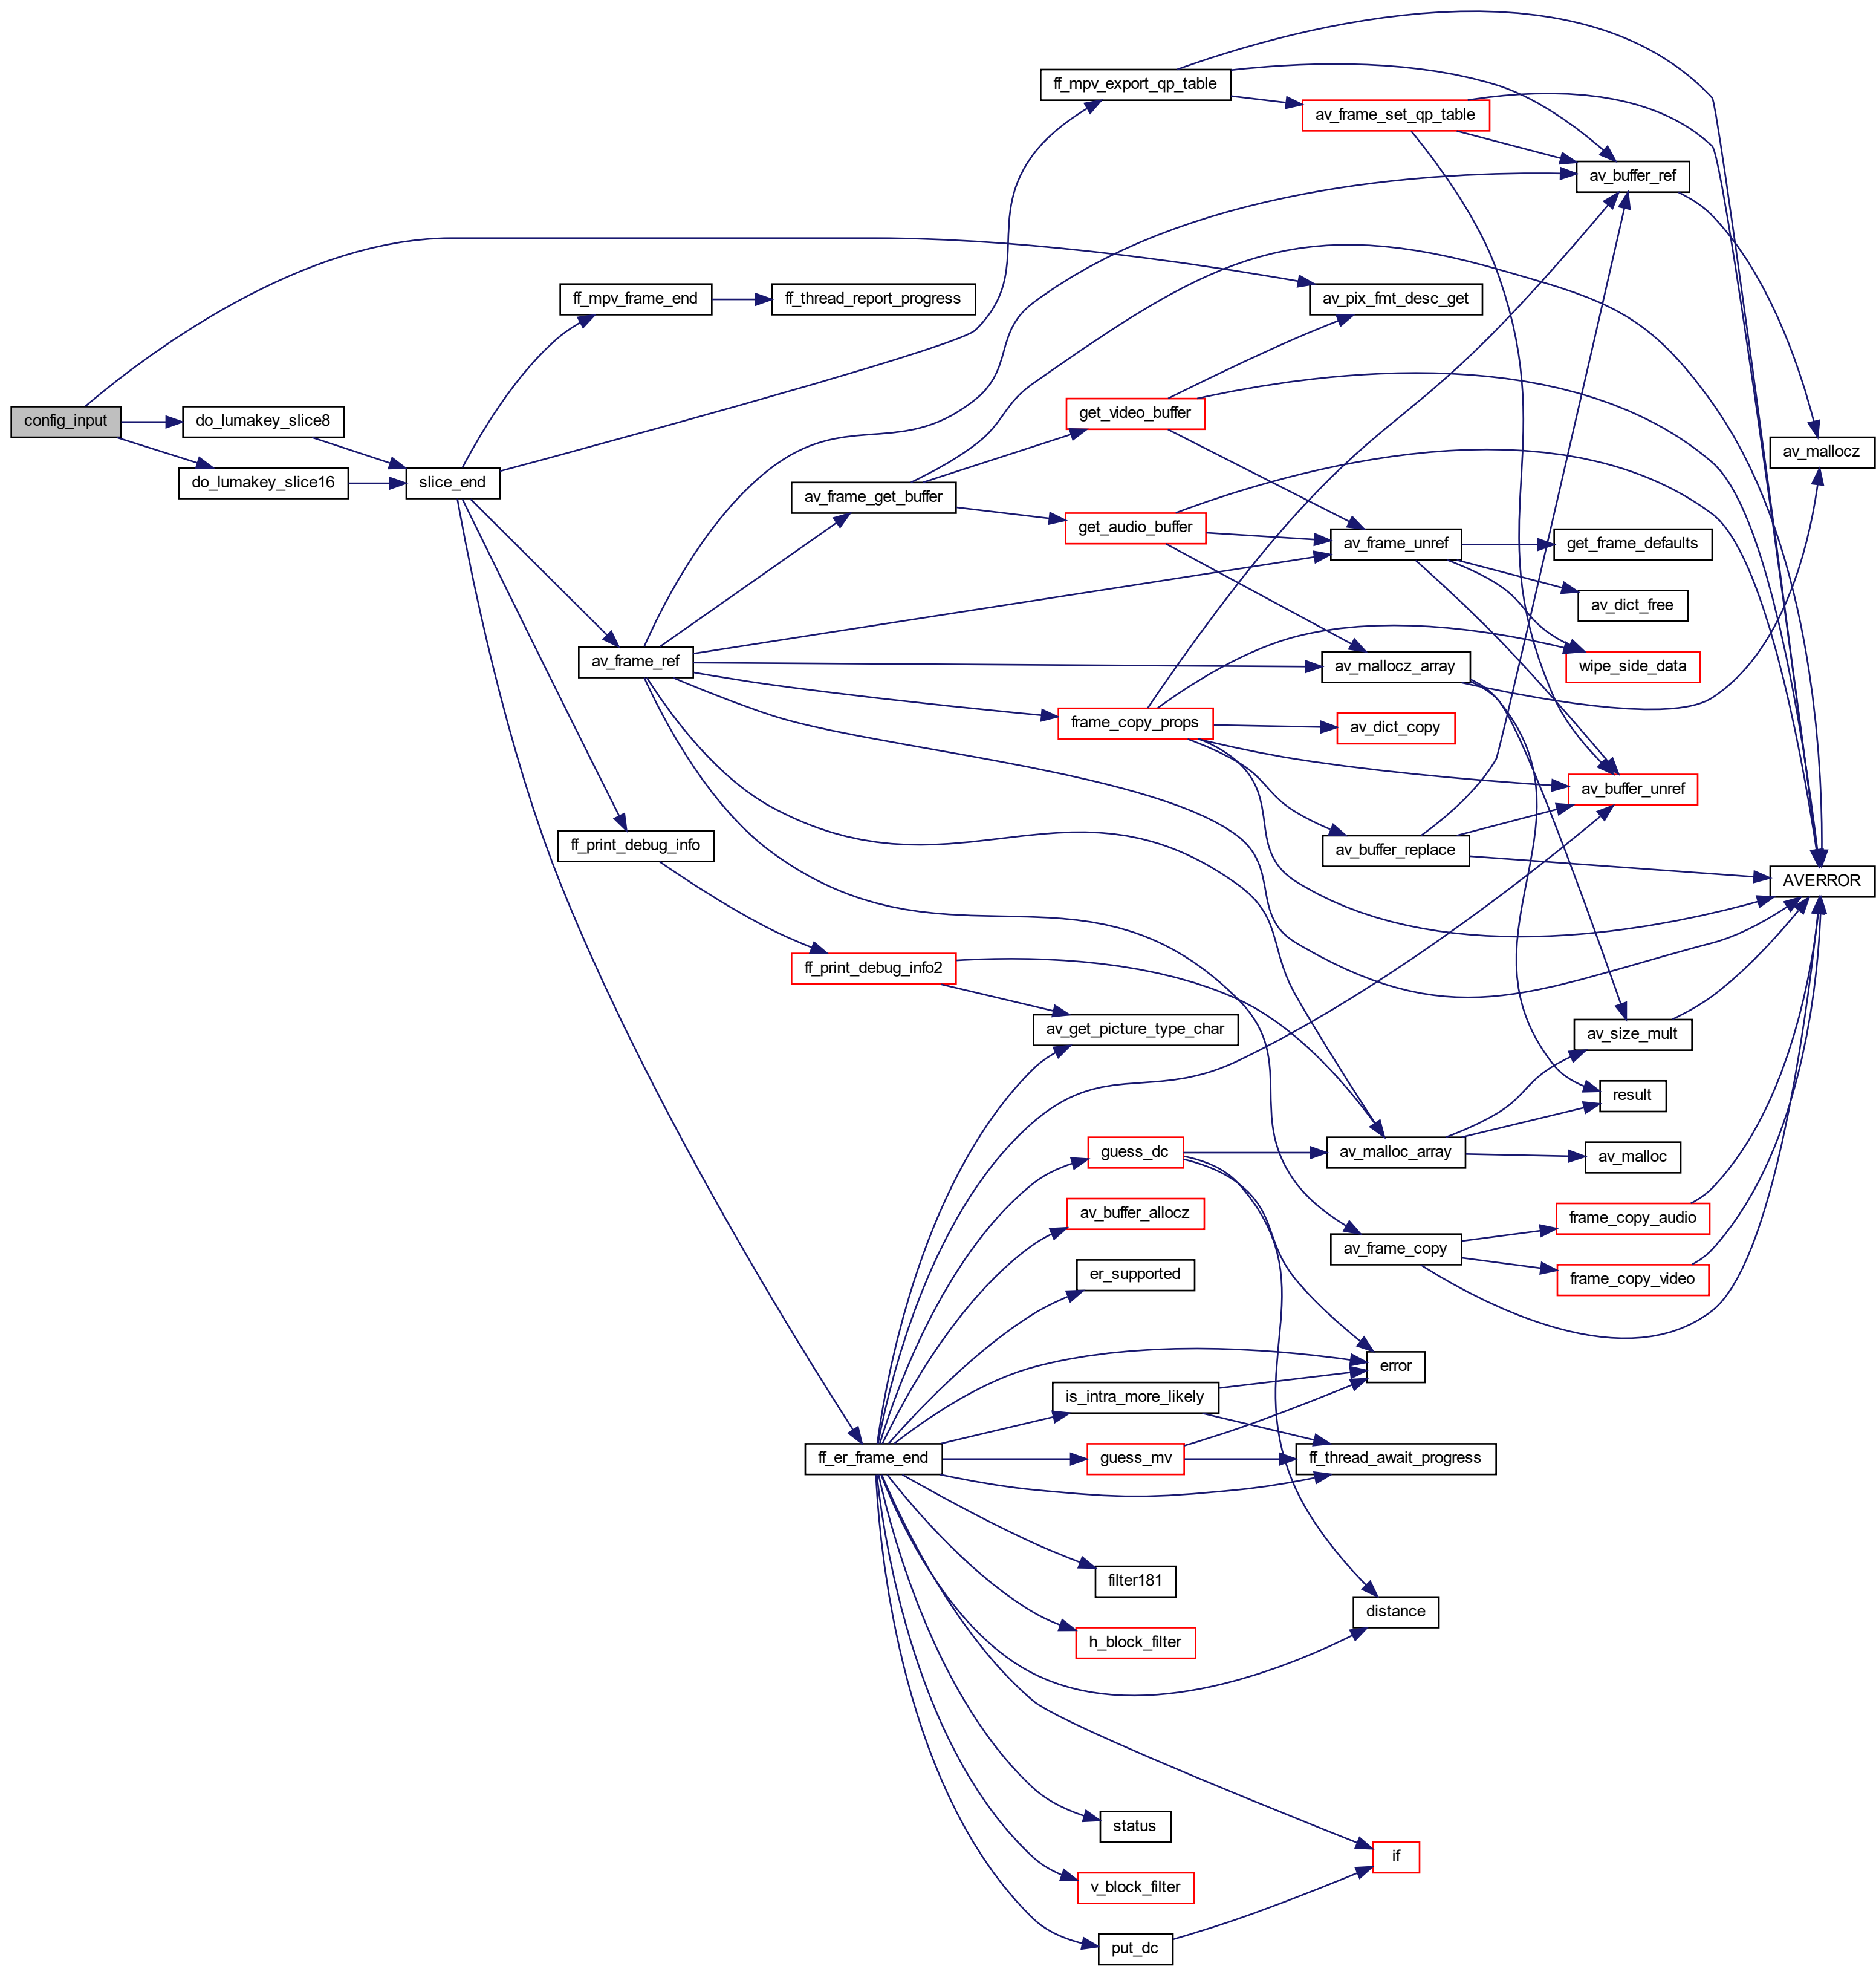 config_input
do_lumakey_slice8
do_lumakey_slice16
slice_end
ff_mpv_frame_end
ff_thread_report_progress
ff_mpv_export_qp_table
av_frame_set_qp_table
av_buffer_ref
av_pix_fmt_desc_get
get_video_buffer
av_mallocz
av_frame_get_buffer
get_audio_buffer
av_frame_unref
get_frame_defaults
av_dict_free
av_frame_ref
av_mallocz_array
wipe_side_data
frame_copy_props
av_dict_copy
av_buffer_unref
ff_print_debug_info
av_buffer_replace
AVERROR
ff_print_debug_info2
av_get_picture_type_char
av_size_mult
result
guess_dc
av_malloc_array
av_malloc
av_buffer_allocz
frame_copy_audio
av_frame_copy
er_supported
frame_copy_video
error
is_intra_more_likely
ff_er_frame_end
guess_mv
ff_thread_await_progress
filter181
distance
h_block_filter
status
if
v_block_filter
put_dc